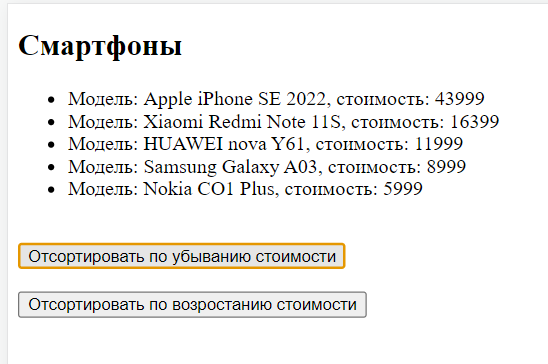 Смартфоны
Модель: Apple iPhone SE 2022, стоимость: 43999
Модель: Xiaomi Redmi Note 11S, стоимость: 16399
Модель: HUAWEI nova Y61, стоимость: 11999
Модель: Samsung Galaxy A03, стоимость: 8999
Модель: Nokia CO1 Plus, стоимость: 5999
Отсортировать по убыванию стоимости
Отсортировать по возростанию стоимости